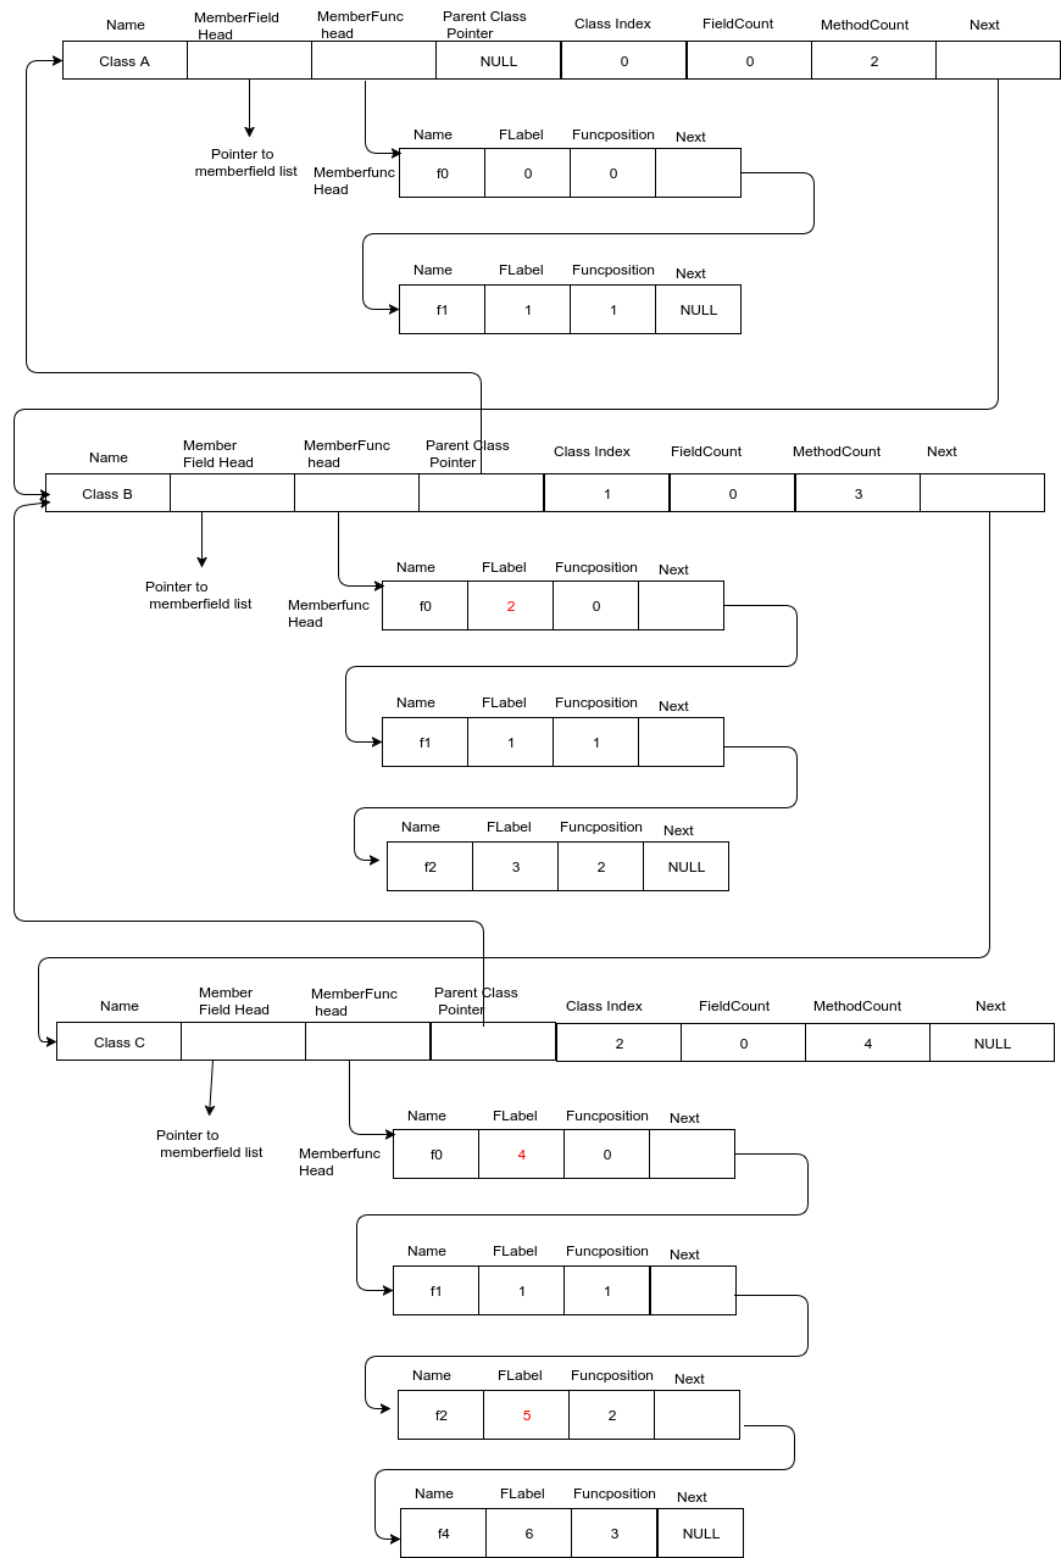 Name MemberField Head MemberFunc head Parent Class Pointer Class Index FieldCount MethodCount Next
Class A NULL 0 0 2
Pointer to
memberfield list
Memberfunc
Head
Name FLabel Funcposition Next
f0 0 0
Name FLabel Funcposition Next
f1 1 1 NULL
Name Member Field Head MemberFunc head Parent Class Pointer Class Index FieldCount MethodCount Next
Class B 1 0 3
Pointer to
memberfield list
Memberfunc
Head
Name FLabel Funcposition Next
f0 2 0
Name FLabel Funcposition Next
f1 1 1
Name FLabel Funcposition Next
f2 3 2 NULL
Name Member Field Head MemberFunc head Parent Class Pointer Class Index FieldCount MethodCount Next
Class C 2 0 4 NULL
Pointer to
memberfield list
Memberfunc
Head
Name FLabel Funcposition Next
f0 4 0
Name FLabel Funcposition Next
f1 1 1
Name FLabel Funcposition Next
f2 5 2
Name FLabel Funcposition Next
f4 6 3 NULL